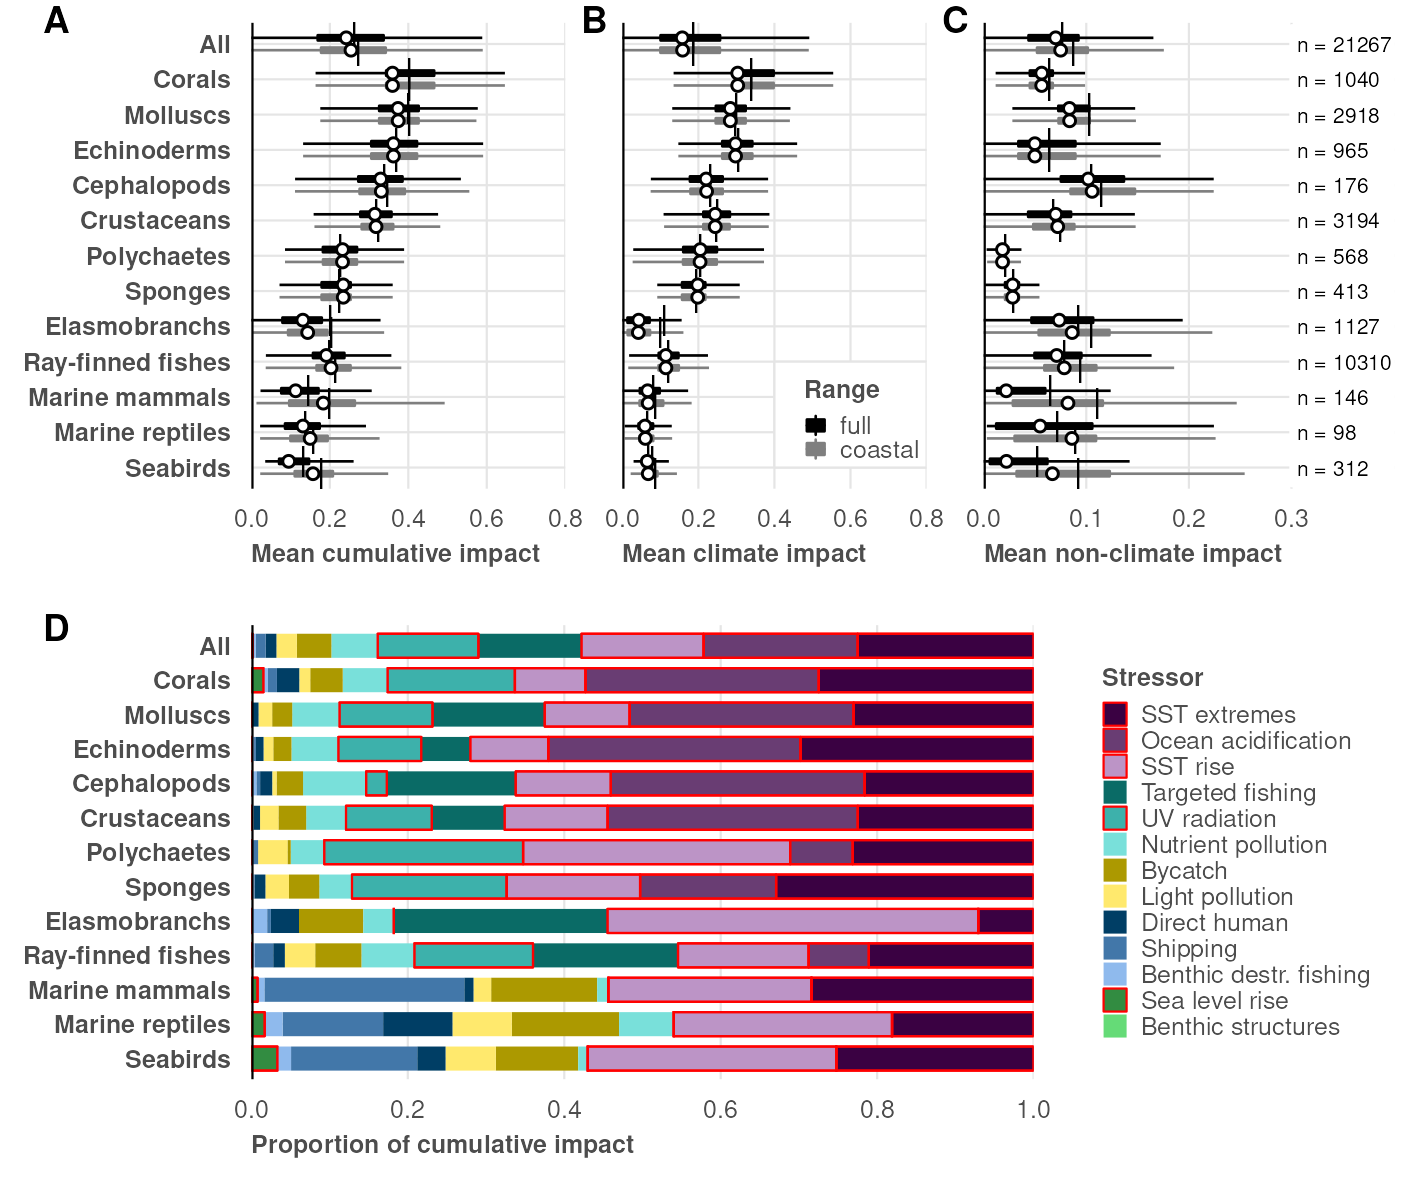 A
B
C
All
Corals
Molluscs
Echinoderms
Cephalopods
Crustaceans
Polychaetes
Sponges
Elasmobranchs
Ray-finned fishes
Marine mammals
Marine reptiles
Seabirds
n = 21267
n = 1040
n = 2918
n = 965
n = 176
n = 3194
n = 568
n = 413
n = 1127
n = 10310
n = 146
n = 98
n = 312
Range
full
coastal
0.0 0.2 0.4 0.6 0.8
0.0 0.2 0.4 0.6 0.8
0.0 0.1 0.2 0.3
Mean cumulative impact
Mean climate impact
Mean non-climate impact
D
All
Corals
Molluscs
Echinoderms
Cephalopods
Crustaceans
Polychaetes
Sponges
Elasmobranchs
Ray-finned fishes
Marine mammals
Marine reptiles
Seabirds
0.0 0.2 0.4 0.6 0.8 1.0
Proportion of cumulative impact
Stressor
SST extremes
Ocean acidification
SST rise
Targeted fishing
UV radiation
Nutrient pollution
Bycatch
Light pollution
Direct human
Shipping
Benthic destr. fishing
Sea level rise
Benthic structures